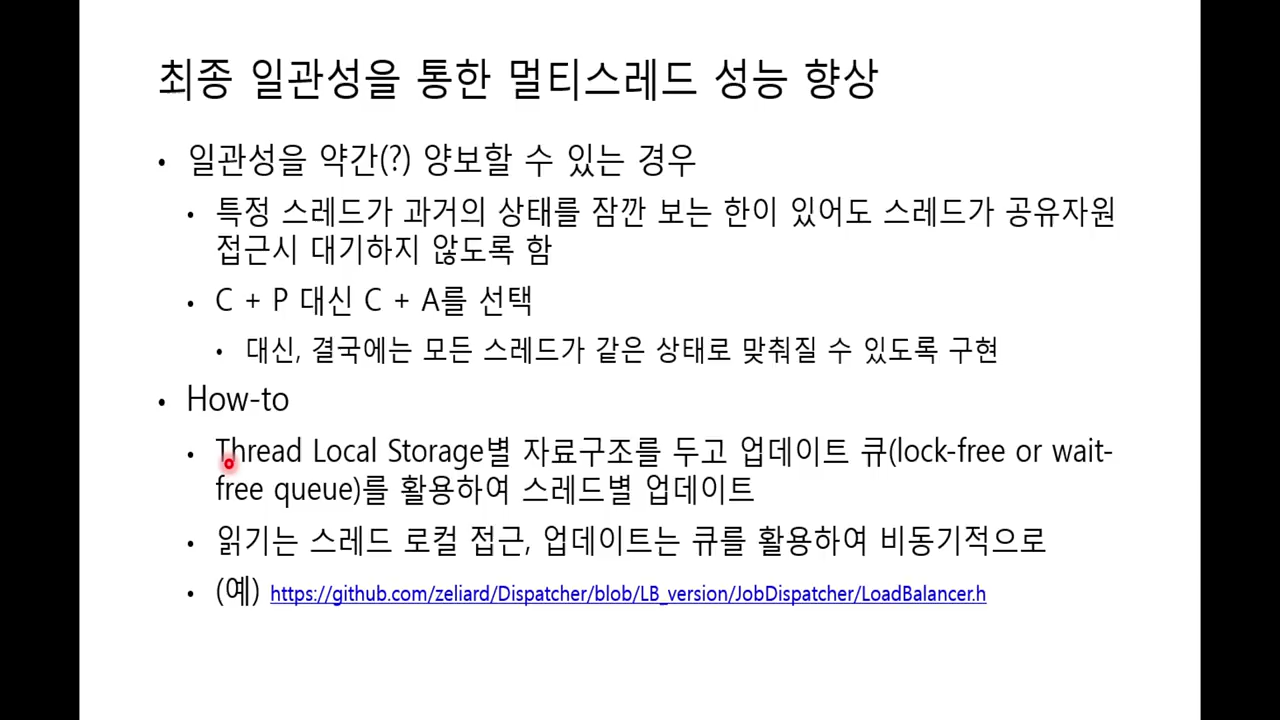 최종 일관성을 통한 멀티스레드 성능 향상
• 일관성을 약간(?) 양보할 수 있는 경우
• 특정 스레드가 과거의 상태를 잠깐 보는 한이 있어도 스레드가 공유자원
접근시 대기하지 않도록 함
• C + P 대신 C + A를 선택
• 대신, 결국에는 모든 스레드가 같은 상태로 맞춰질 수 있도록 구현
• How-to
• Thread Local Storage별 자료구조를 두고 업데이트 큐(lock-free or wait-
free queue)를 활용하여 스레드별 업데이트
• 읽기는 스레드 로컬 접근, 업데이트는 큐를 활용하여 비동기적으로
• (예) https://github.com/zeliard/Dispatcher/blob/LB_version/JobDispatcher/LoadBalancer.h